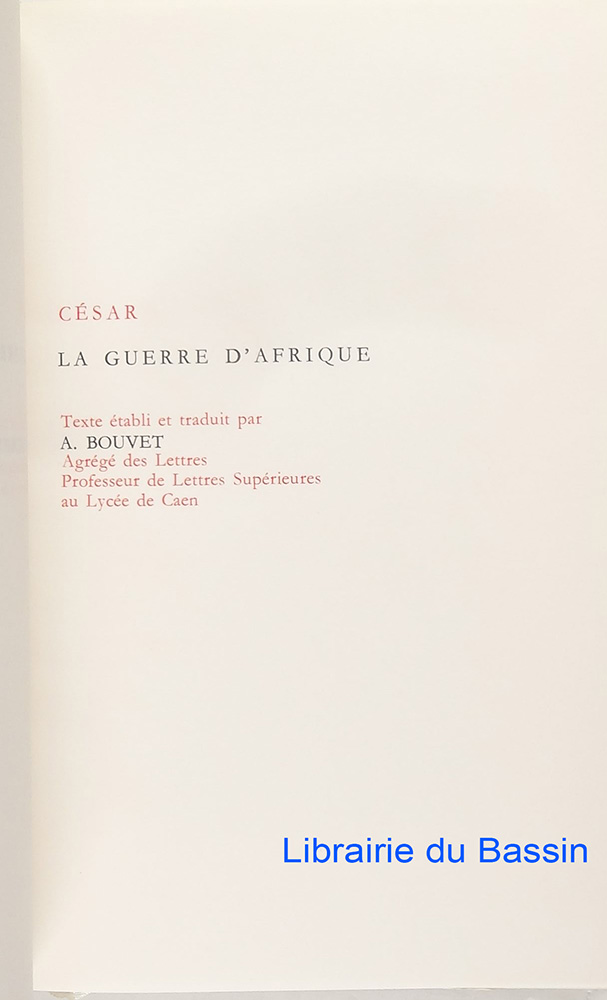 CÉSAR
LA GUERRE D'AFRIQUE
Texte établi et traduit par
A. BOUVET
Agrégé des Lettres
Professeur de Lettres Supérieures
au Lycée de Caen
Librairie du Bassin